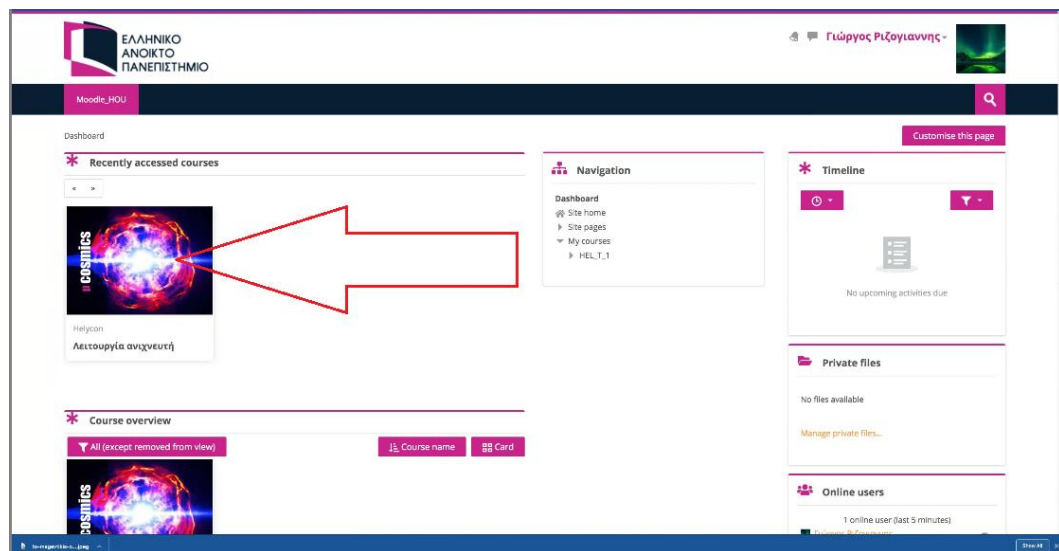 ΕΛΛΗΝΙΚΟ
ΑΝΟΙΚΤΟ
ΠΑΝΕΠΙΣΤΗΜΙΟ
Γιώργος Ριζογιαννης
Moodle_HOU
Dashboard
Customise this page
Recently accessed courses
« »
μ cosmics
Helycon
Λειτουργία ανιχνευτή
Course overview
All (except removed from view)
Course name
Card
cosmics
Navigation
Dashboard
Site home
Site pages
My courses
HEL_T_1
Timeline
No upcoming activities due
Private files
No files available
Manage private files...
Online users
1 online user (last 5 minutes)
Γιώργος Ριζογιαννης
Show All